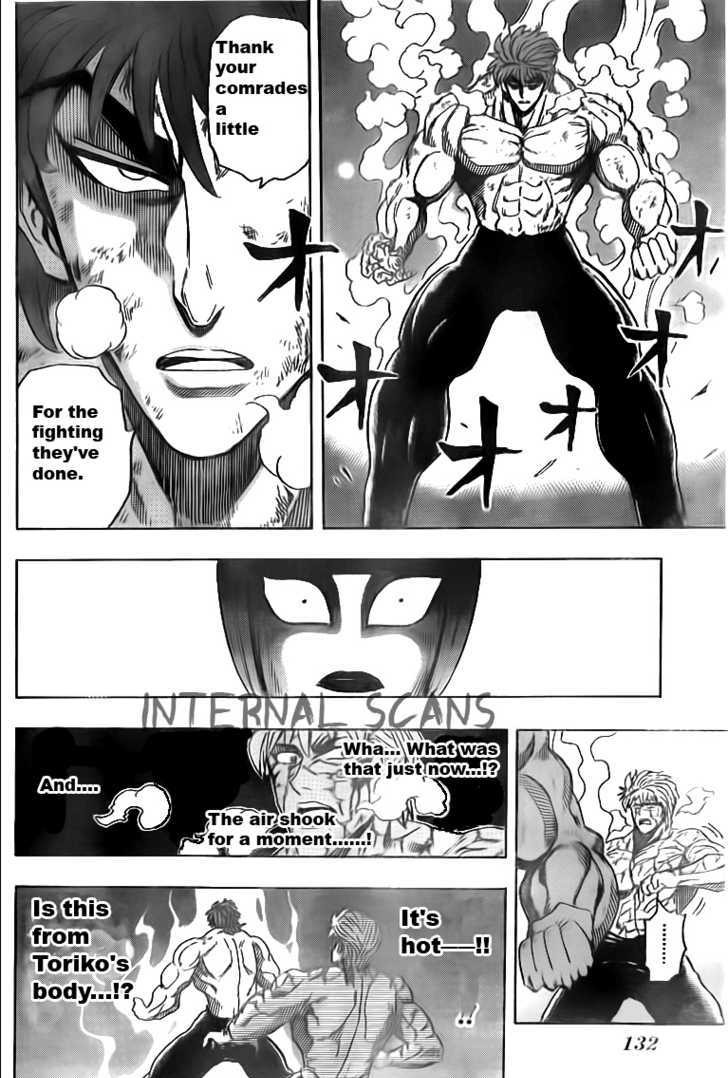 オ
オ
オ
オ
オ
オ
Thank
your
comrades
a
little
For the
fighting
they've
done.
INTERNAL SCANS
Wha... What was
that just now...!?
The air shook
for a moment......!
And....
..........
It's
hot—!!
Is this
from
Toriko's
body...!?
..
132